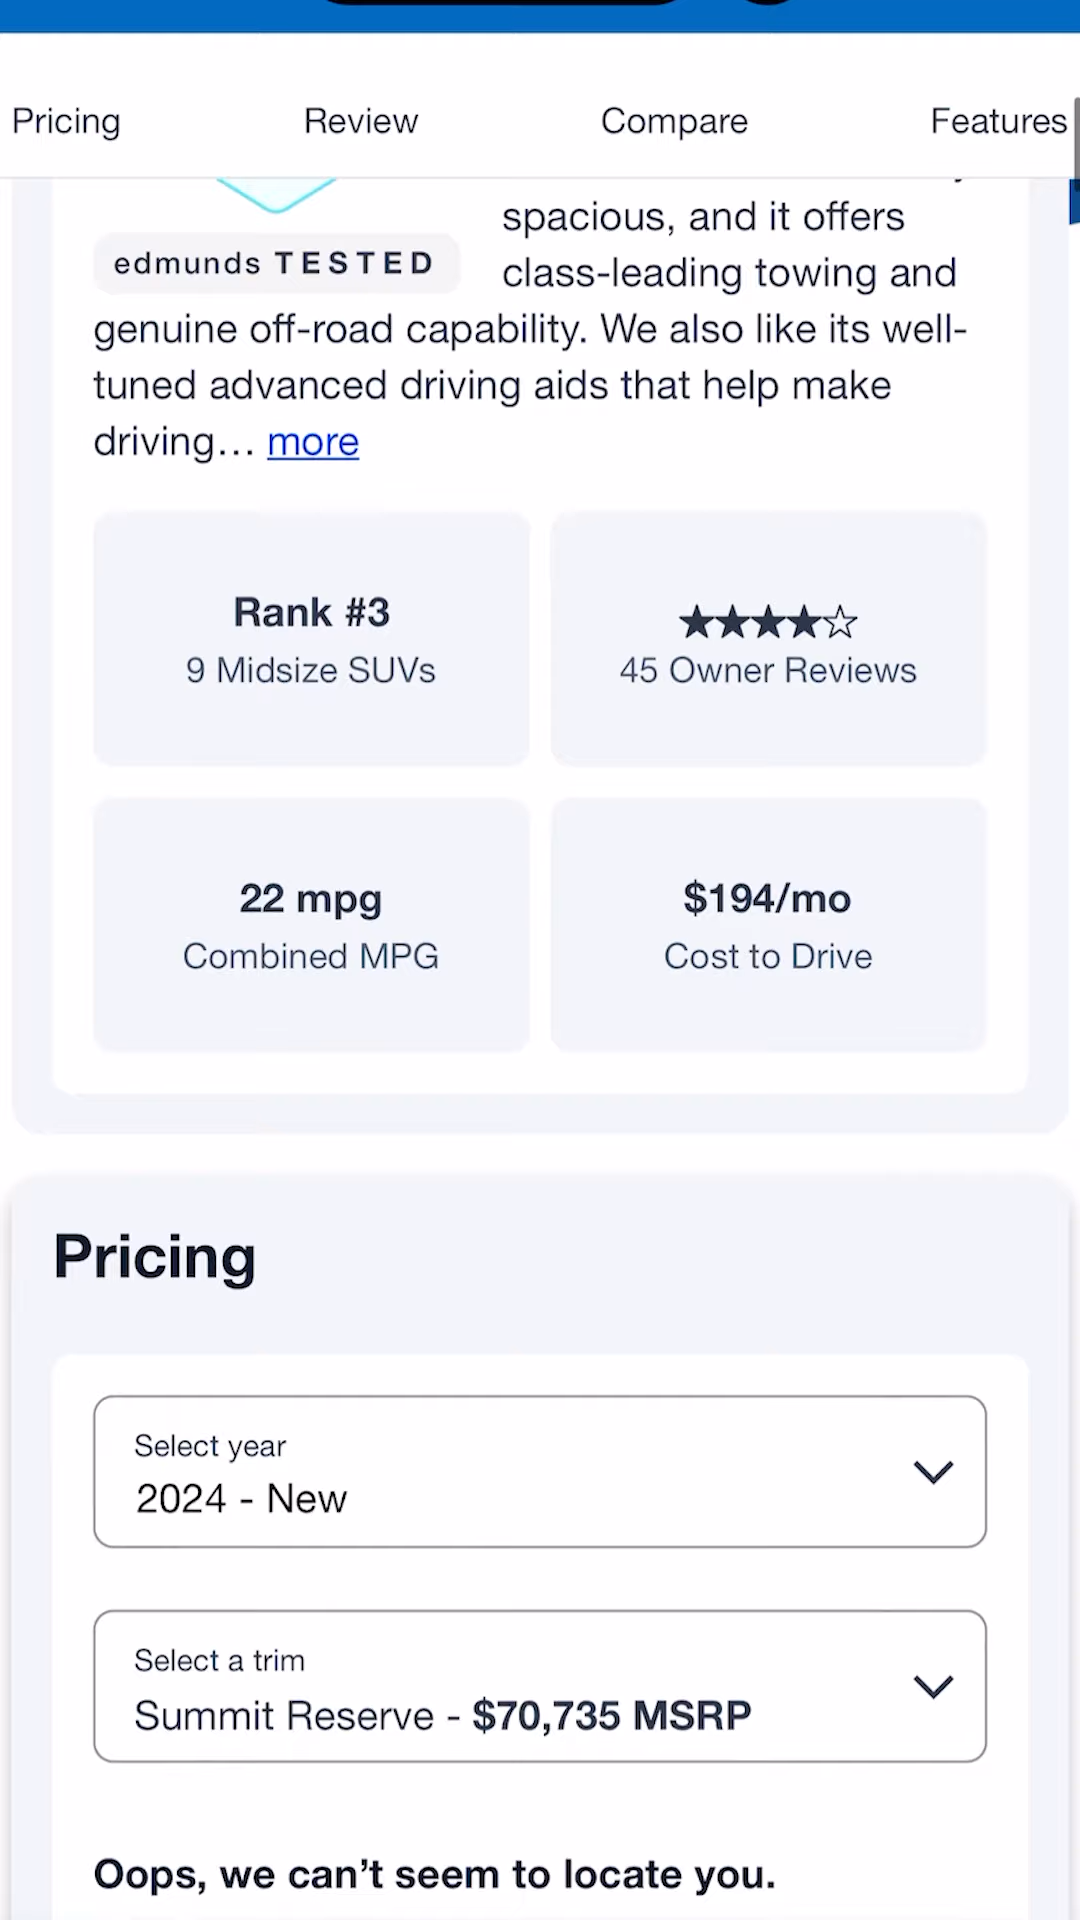 Pricing Review Compare Features
spacious, and it offers
edmunds TESTED
class-leading towing and
genuine off-road capability. We also like its well-
tuned advanced driving aids that help make
driving... more
Rank #3
9 Midsize SUVs
★★★★☆
45 Owner Reviews
22 mpg
Combined MPG
$194/mo
Cost to Drive
Pricing
Select year
2024 - New
Select a trim
Summit Reserve - $70,735 MSRP
Oops, we can't seem to locate you.